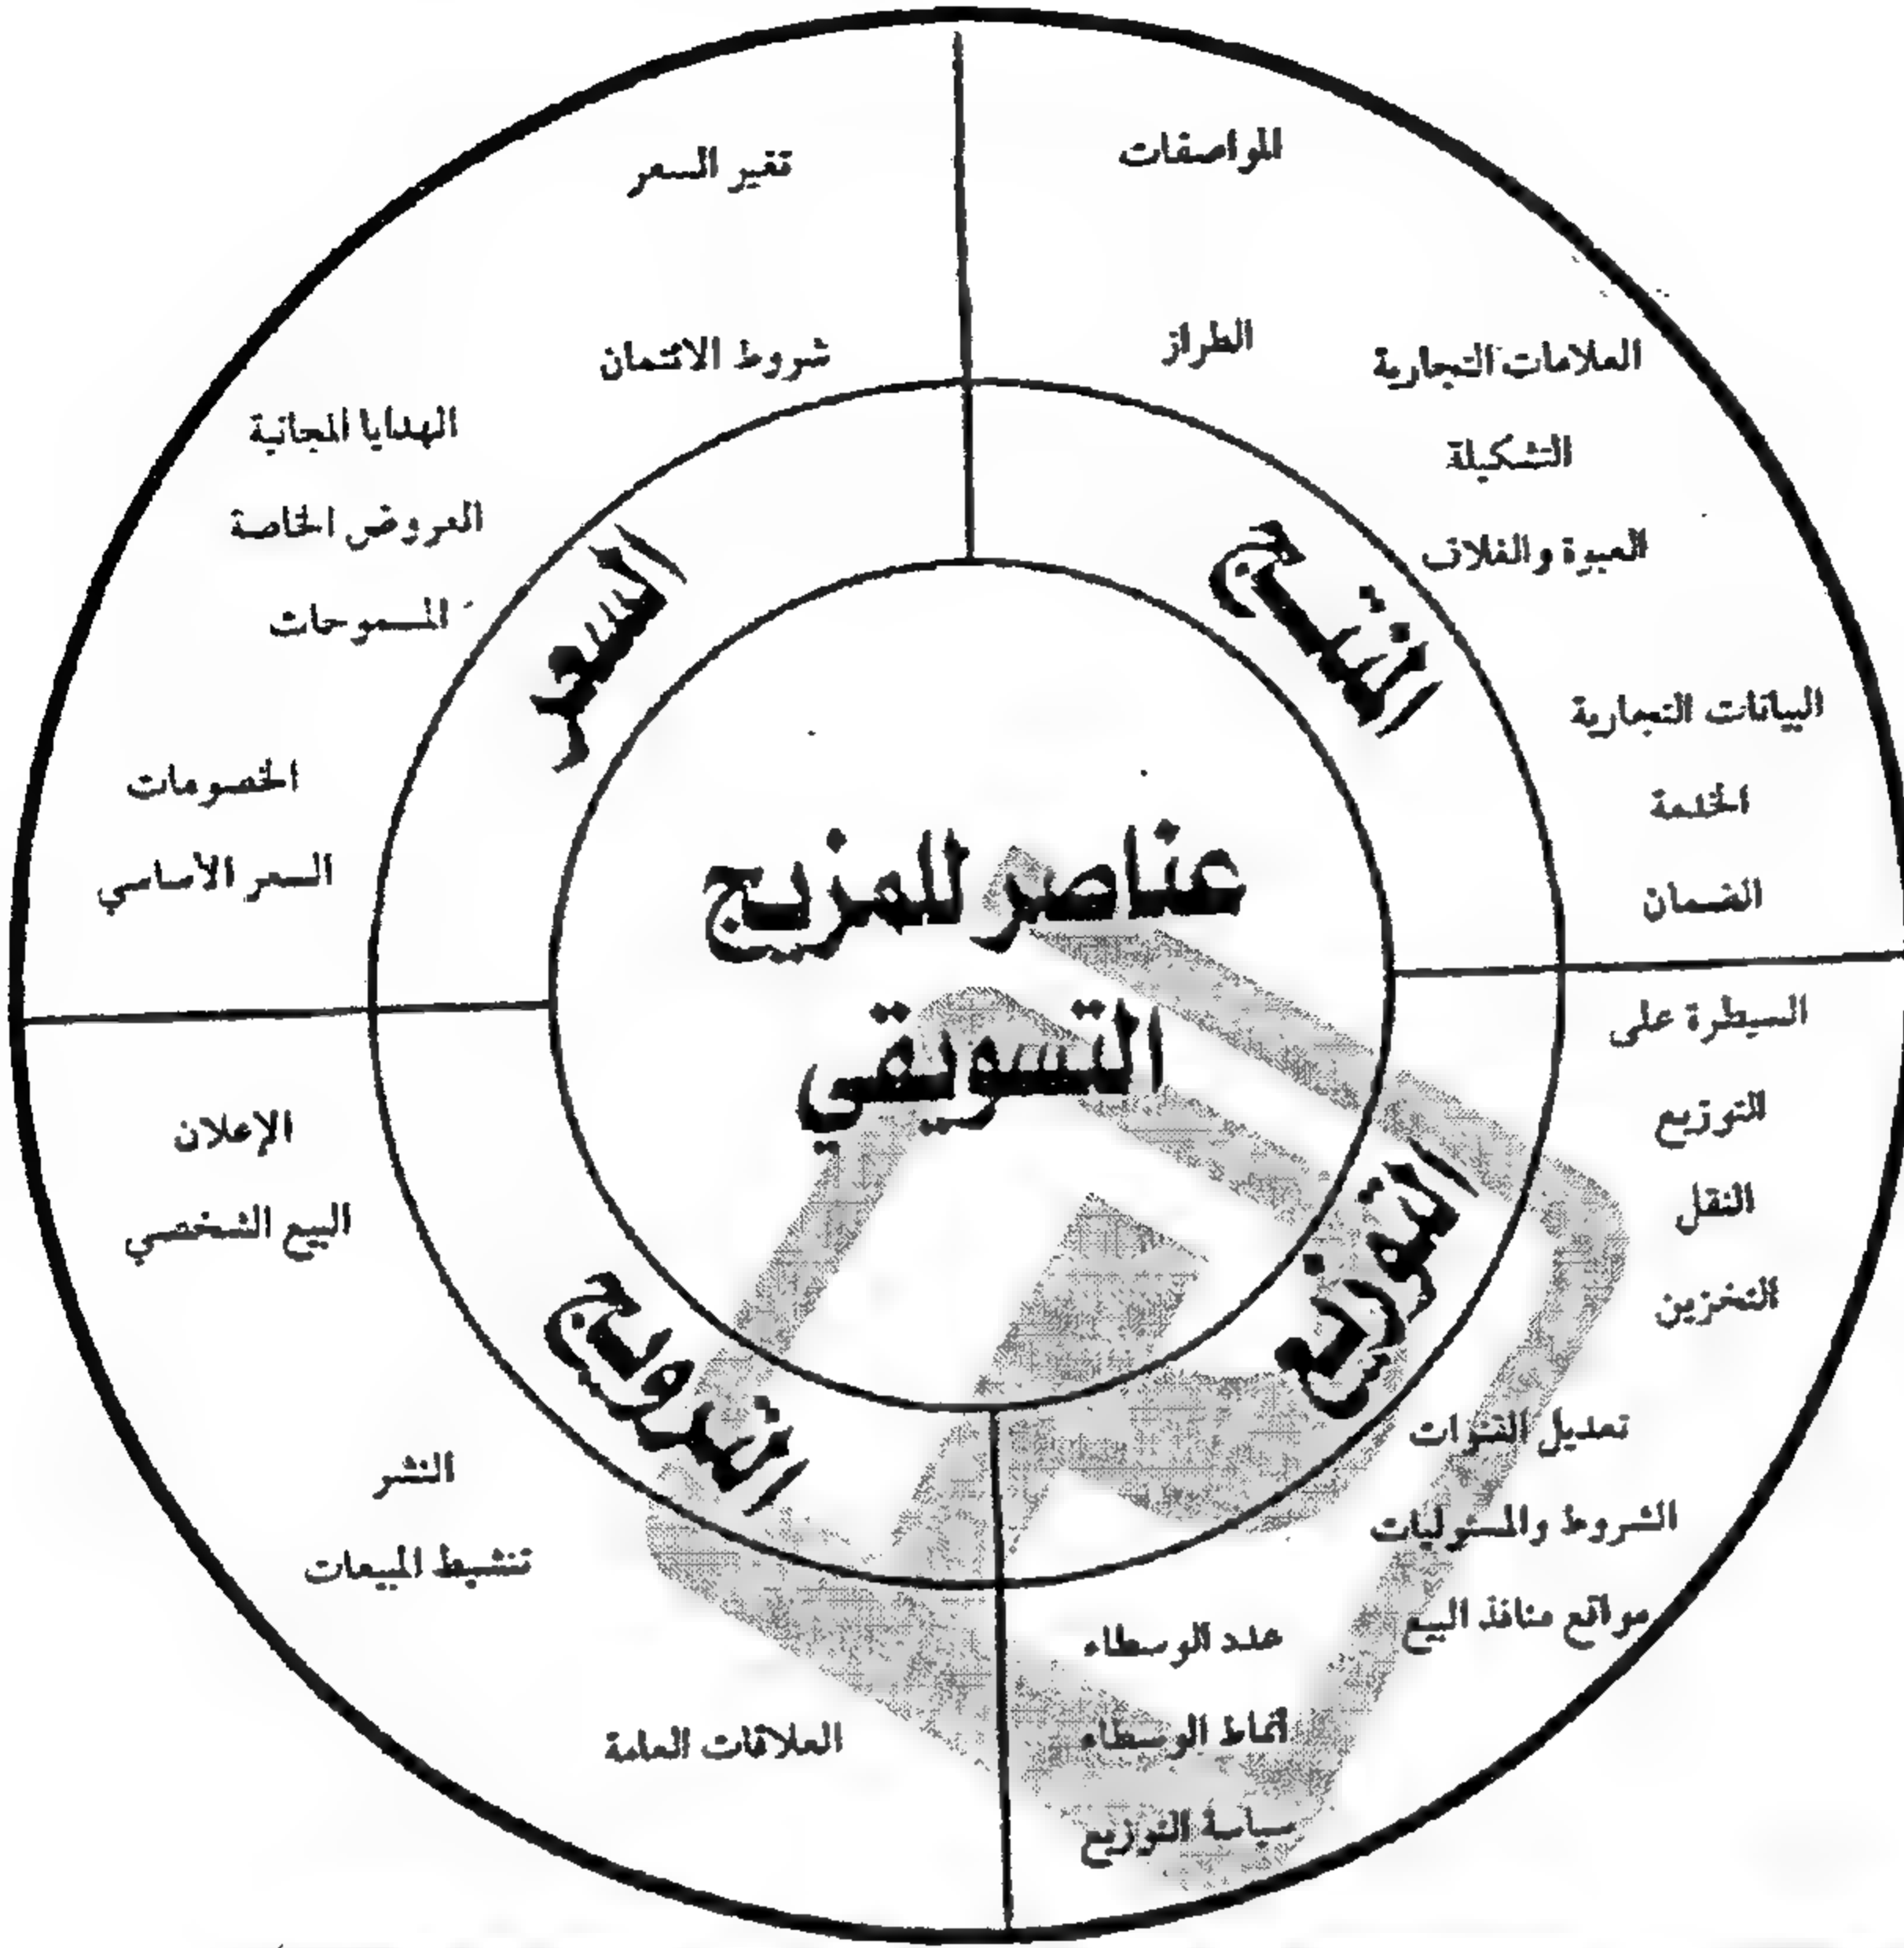 المواصفات
الطراز
العلامات التجارية
التشكيلة
العبوة والغلاف
البيانات التجارية
الخدمة
الضمان
المنتج
السيطرة على
التوزيع
النقل
التخزين
تعديل القنوات
الشروط والمسئوليات
مواقع منافذ البيع
عدد الوسطاء
أنماط الوسطاء
سياسة التوزيع
التوزيع
تغير السعر
شروط الائتمان
الهدايا المجانية
العروض الخاصة
المسموحات
الخصومات
السعر الأساسي
السعر
الإعلان
البيع الشخصي
النشر
تنشيط المبيعات
العلاقات العامة
الترويج
عناصر للمزيج
التسويقي